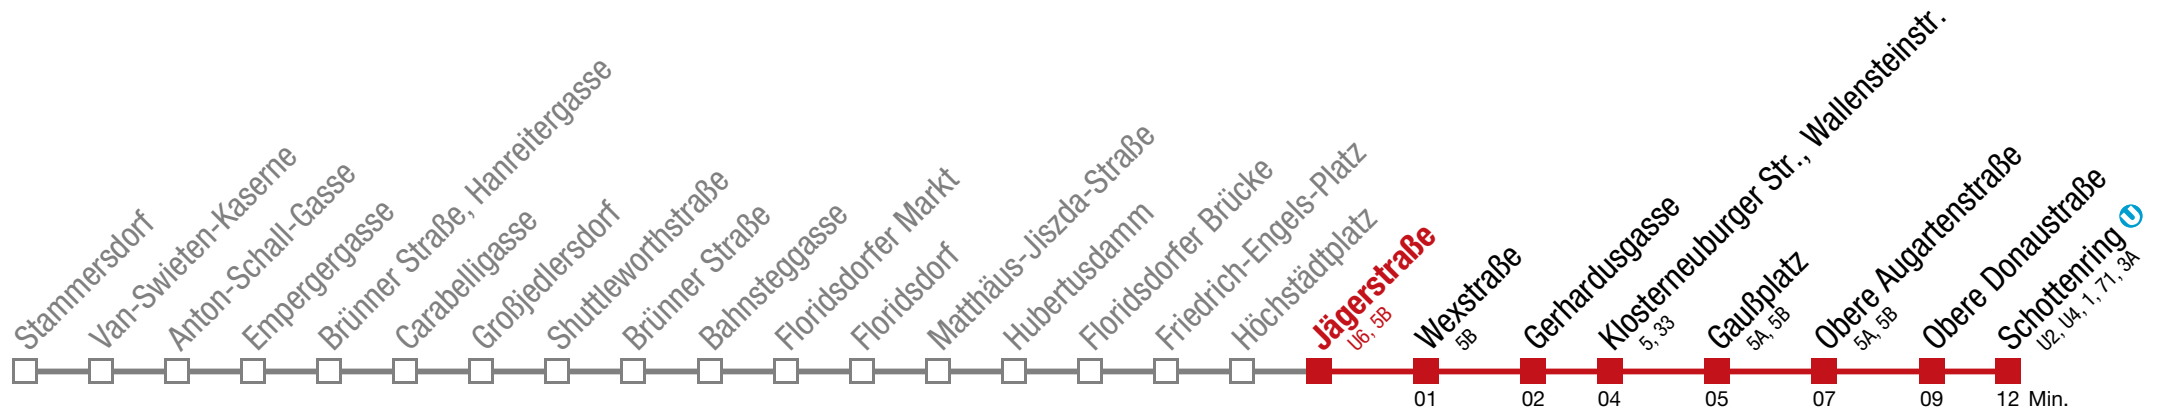 Stammersdorf
Van-Swieten-Kaserne
Anton-Schall-Gasse
Empergergasse
Brünner Straße, Hanreitergasse
Carabelligasse
Großjedlersdorf
Shuttleworthstraße
Brünner Straße
Bahnsteggasse
Floridsdorfer Markt
Floridsdorf
Matthäus-Jiszda-Straße
Hubertusdamm
Floridsdorfer Brücke
Friedrich-Engels-Platz
Höchstädtplatz
Jägerstraße
U6, 5B
Wexstraße
5B
Gerhardusgasse
Klosterneuburger Str., Wallensteinstr.
5, 33
Gaußplatz
5A, 5B
Obere Augartenstraße
5A, 5B
Obere Donaustraße
Schottenring
U2, U4, 1, 71, 3A
01 02 04 05 07 09 12 Min.